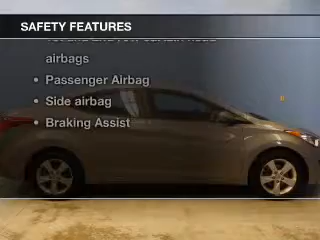 SAFETY FEATURES
airbags
• Passenger Airbag
• Side airbag
• Braking Assist